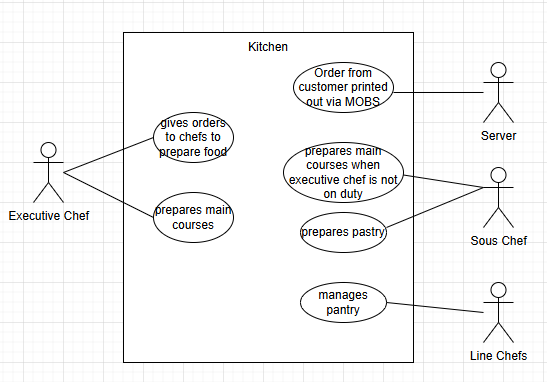 Kitchen
Order from
customer printed
out via MOBS
Server
gives orders
to chefs to
prepare food
Executive Chef
prepares main
courses
prepares main
courses when
executive chef is not
on duty
prepares pastry
Sous Chef
manages
pantry
Line Chefs